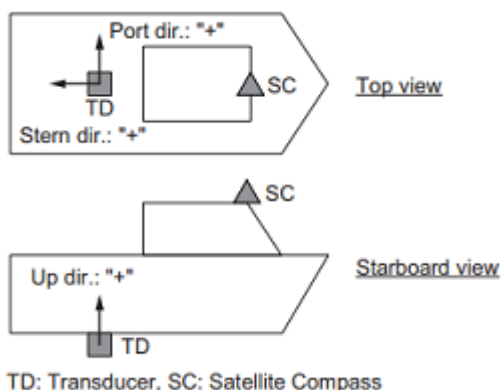 Port dir.: "+"
SC
Top view
TD
Stern dir.: "+"
SC
Starboard view
Up dir.: "+"
TD
TD: Transducer, SC: Satellite Compass